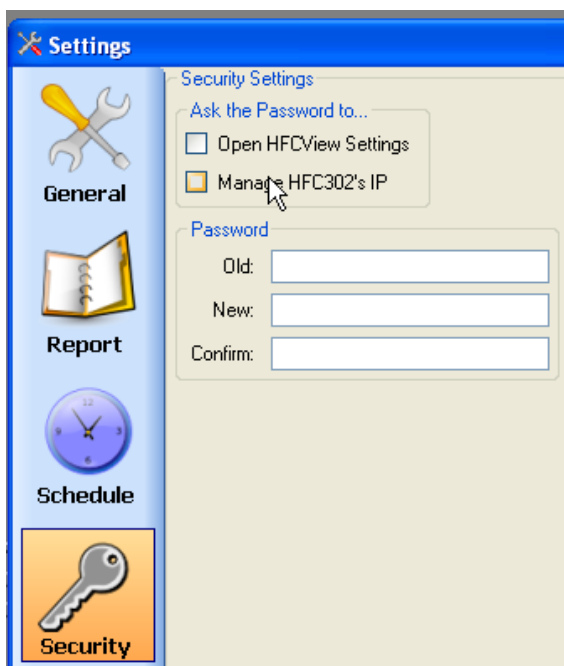 Settings
General
Report
Schedule
Security
Security Settings
Ask the Password to...
Open HFCView Settings
Manage HFC302's IP
Password
Old:
New:
Confirm: